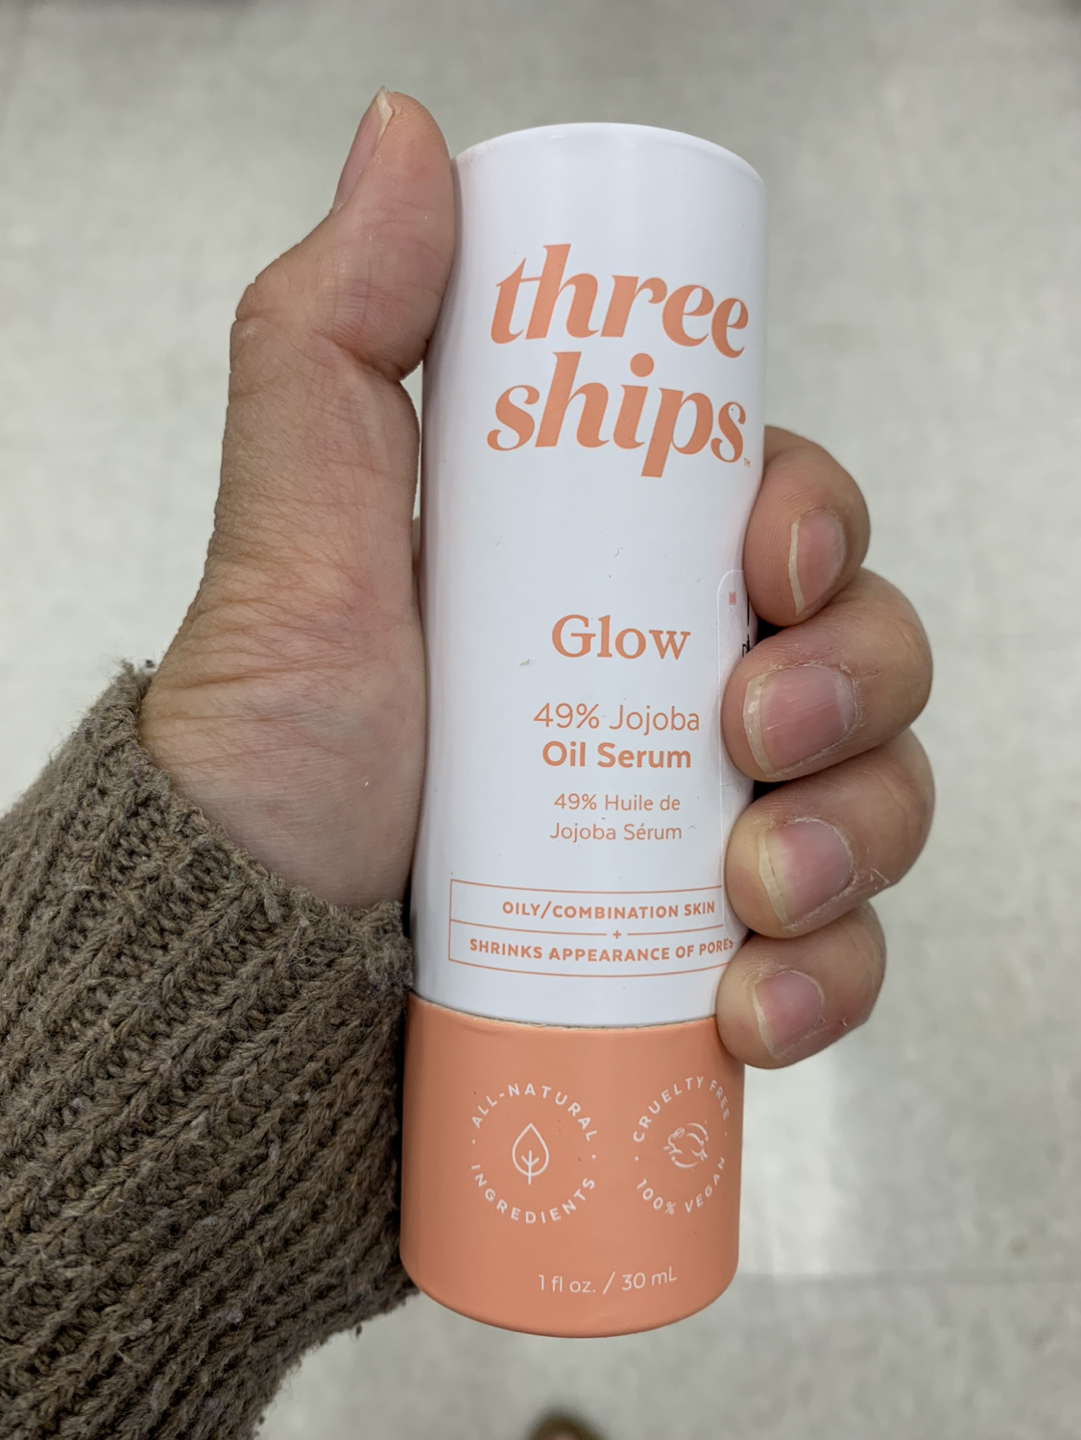 three
ships
TM
Glow
49% Jojoba
Oil Serum
49% Huile de
Jojoba Sérum
OILY/COMBINATION SKIN
+
SHRINKS APPEARANCE OF PORES
· ALL-NATURAL ·
INGREDIENTS
· CRUELTY FREE ·
100% VEGAN
1 fl oz. / 30 mL